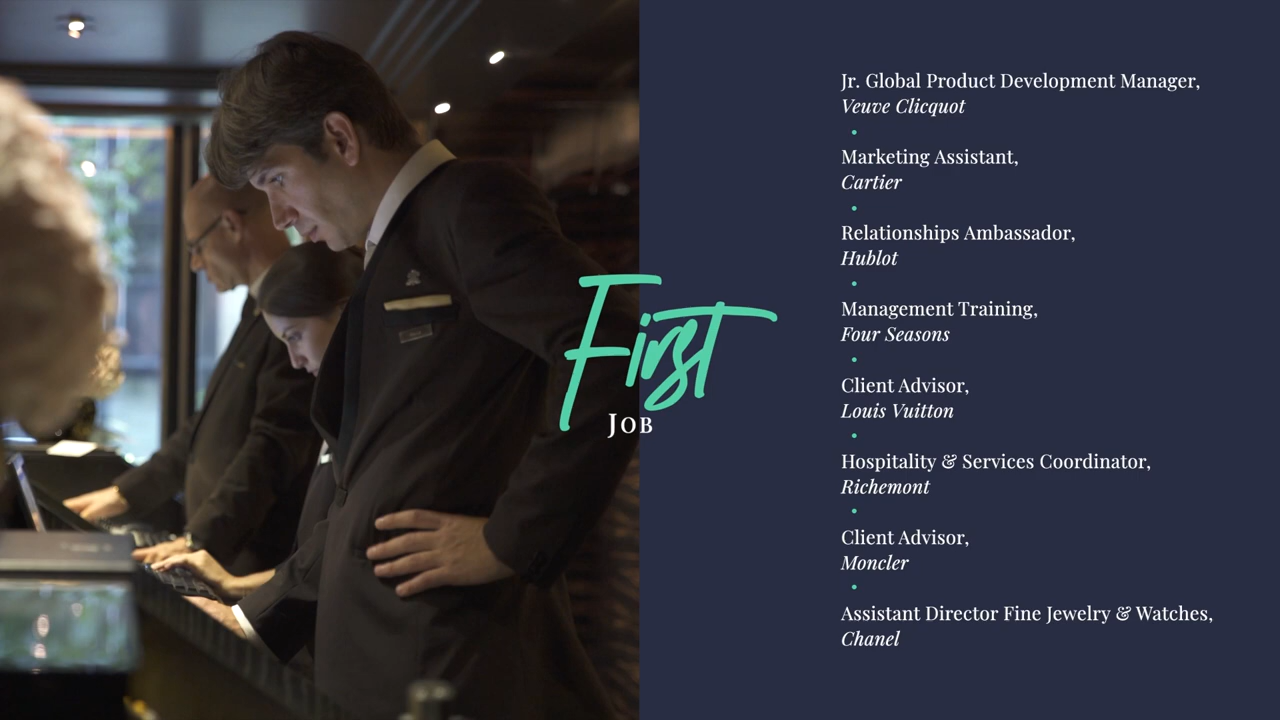 First
Job
Jr. Global Product Development Manager,
Veuve Clicquot
Marketing Assistant,
Cartier
Relationships Ambassador,
Hublot
Management Training,
Four Seasons
Client Advisor,
Louis Vuitton
Hospitality & Services Coordinator,
Richemont
Client Advisor,
Moncler
Assistant Director Fine Jewelry & Watches,
Chanel